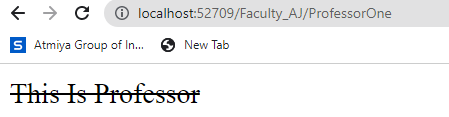 localhost:52709/Faculty_AJ/ProfessorOne
S Atmiya Group of In... New Tab
This Is Professor